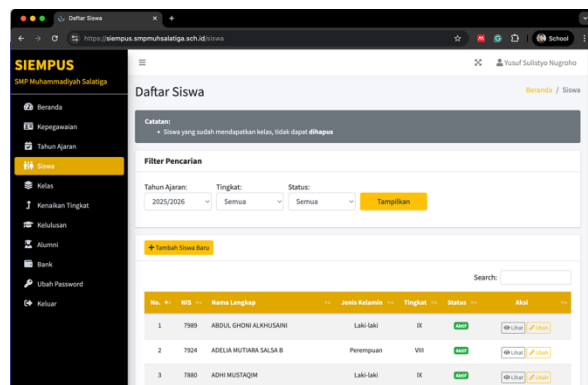 Daftar Siswa
https://siempus.smpmuhsalatiga.sch.id/siswa
School
SIEMPUS
SMP Muhammadiyah Salatiga
Beranda
Kepegawaian
Tahun Ajaran
Siswa
Kelas
Kenaikan Tingkat
Kelulusan
Alumni
Bank
Ubah Password
Keluar
Yusuf Sulistyo Nugroho
Daftar Siswa
Beranda / Siswa
Catatan:
• Siswa yang sudah mendapatkan kelas, tidak dapat dihapus
Filter Pencarian
Tahun Ajaran: Tingkat: Status:
2025/2026 Semua Semua Tampilkan
+ Tambah Siswa Baru
Search:
No. NIS Nama Lengkap Jenis Kelamin Tingkat Status Aksi
1 7989 ABDUL GHONI ALKHUSAINI Laki-laki IX Aktif Lihat Ubah
2 7924 ADELIA MUTIARA SALSA B Perempuan VIII Aktif Lihat Ubah
3 7880 ADHI MUSTAQIM Laki-laki IX Aktif Lihat Ubah